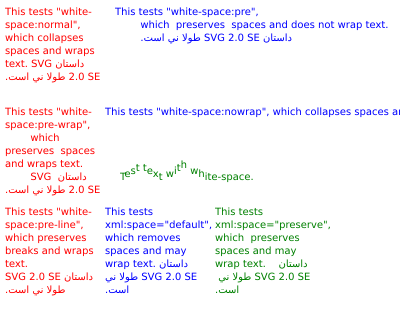 This tests "white-
space:normal",
which collapses
spaces and wraps
text. SVG داستان
2.0 SE طولا ني است.
This tests "white-space:pre",
which  preserves  spaces and does not wrap text.
داستان SVG 2.0 SE طولا ني است.
This tests "white-
space:pre-wrap",
which
preserves  spaces
and wraps text.
SVG  داستان
2.0 SE طولا ني است.
This tests "white-space:nowrap", which collapses spaces ar
Test text with white-space.
This tests "white-
space:pre-line",
which preserves
breaks and wraps
text.
داستان SVG 2.0 SE
طولا ني است.
This tests
xml:space="default",
which removes
spaces and may
wrap text. داستان
SVG 2.0 SE طولا ني
است.
This tests
xml:space="preserve",
which  preserves
spaces and may
wrap text.    داستان
SVG 2.0 SE طولا ني
است.